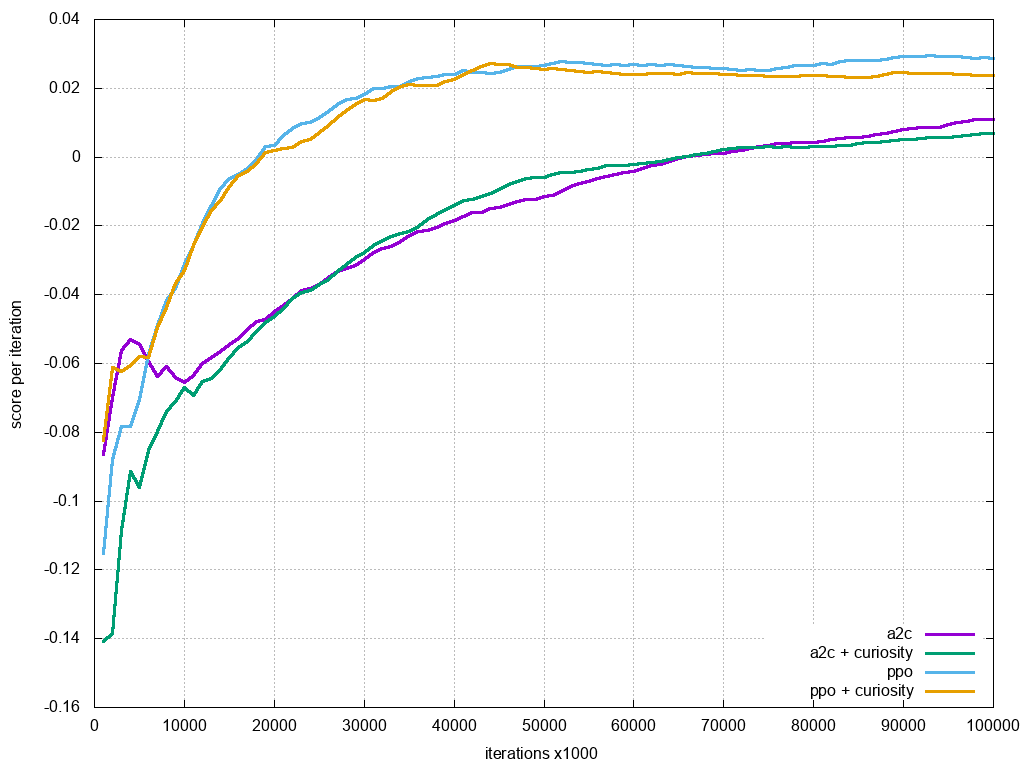 0.04
0.02
0
-0.02
-0.04
-0.06
-0.08
-0.1
-0.12
-0.14
-0.16
score per iteration
a2c
a2c + curiosity
ppo
ppo + curiosity
0 10000 20000 30000 40000 50000 60000 70000 80000 90000 100000
iterations x1000